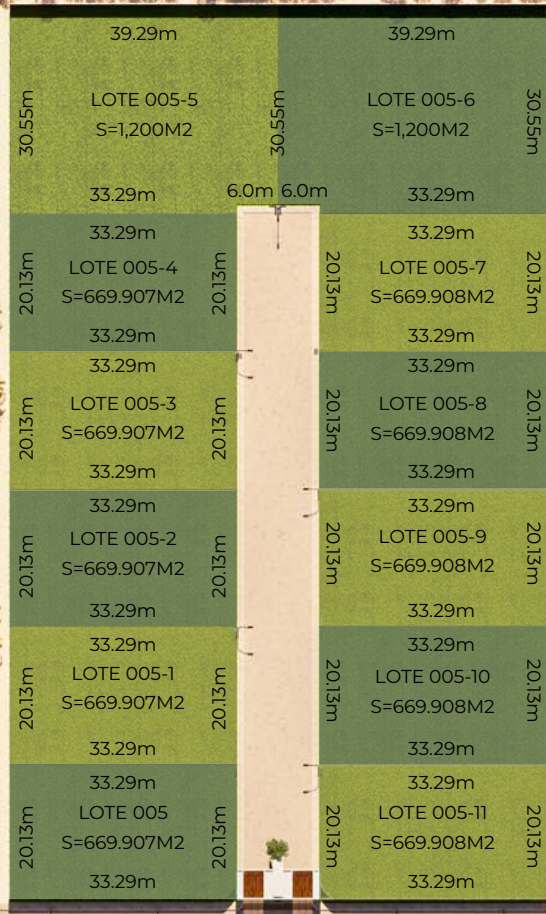 39.29m
39.29m
30.55m
LOTE 005-5
S=1,200M2
30.55m
LOTE 005-6
S=1,200M2
30.55m
33.29m
6.0m 6.0m
33.29m
33.29m
20.13m
LOTE 005-4
S=669.907M2
20.13m
33.29m
33.29m
20.13m
LOTE 005-7
S=669.908M2
20.13m
33.29m
33.29m
20.13m
LOTE 005-3
S=669.907M2
20.13m
33.29m
33.29m
20.13m
LOTE 005-8
S=669.908M2
20.13m
33.29m
33.29m
20.13m
LOTE 005-2
S=669.907M2
20.13m
33.29m
33.29m
20.13m
LOTE 005-9
S=669.908M2
20.13m
33.29m
33.29m
20.13m
LOTE 005-1
S=669.907M2
20.13m
33.29m
33.29m
20.13m
LOTE 005-10
S=669.908M2
20.13m
33.29m
33.29m
20.13m
LOTE 005
S=669.907M2
20.13m
33.29m
33.29m
20.13m
LOTE 005-11
S=669.908M2
20.13m
33.29m